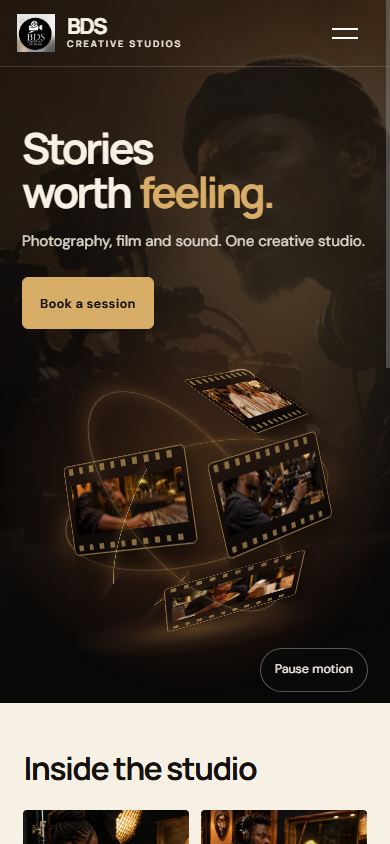 BDS
BDS
CREATIVE STUDIOS
Stories
worth feeling.
Photography, film and sound. One creative studio.
Book a session
Pause motion
Inside the studio